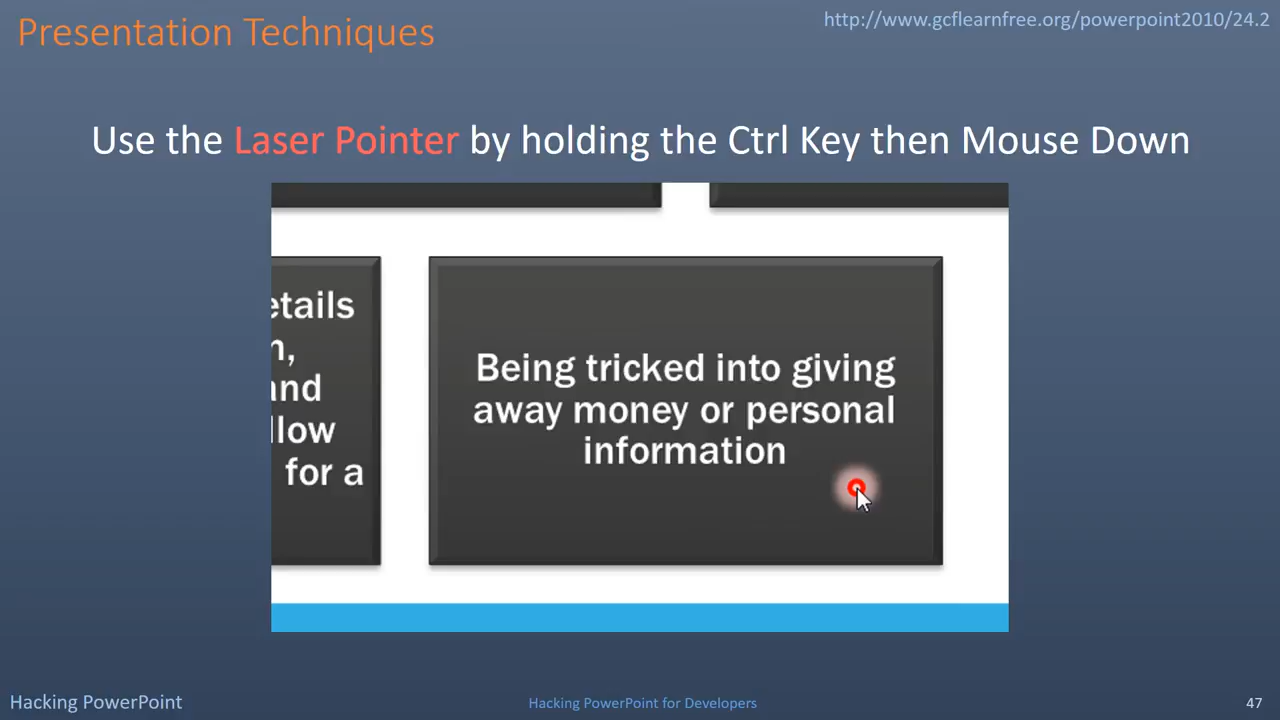 Presentation Techniques
http://www.gcflearnfree.org/powerpoint2010/24.2
Use the Laser Pointer by holding the Ctrl Key then Mouse Down
etails
n,
and
llow
for a
Being tricked into giving
away money or personal
information
Hacking PowerPoint
Hacking PowerPoint for Developers
47